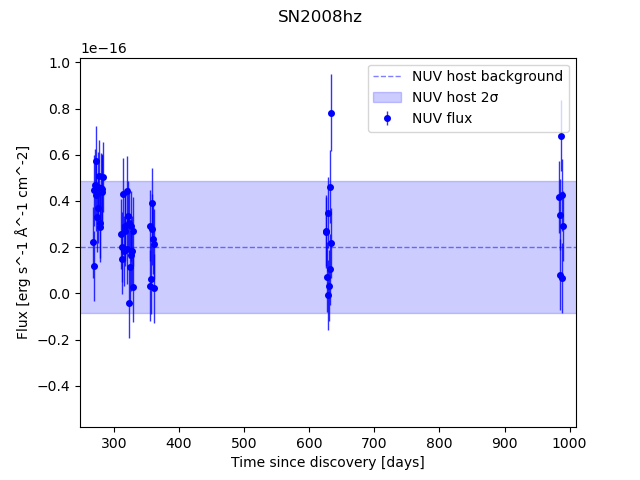 SN2008hz
1e−16
1.0
0.8
0.6
0.4
0.2
0.0
−0.2
−0.4
Flux [erg s^-1 Å^-1 cm^-2]
NUV host background
NUV host 2σ
NUV flux
300 400 500 600 700 800 900 1000
Time since discovery [days]